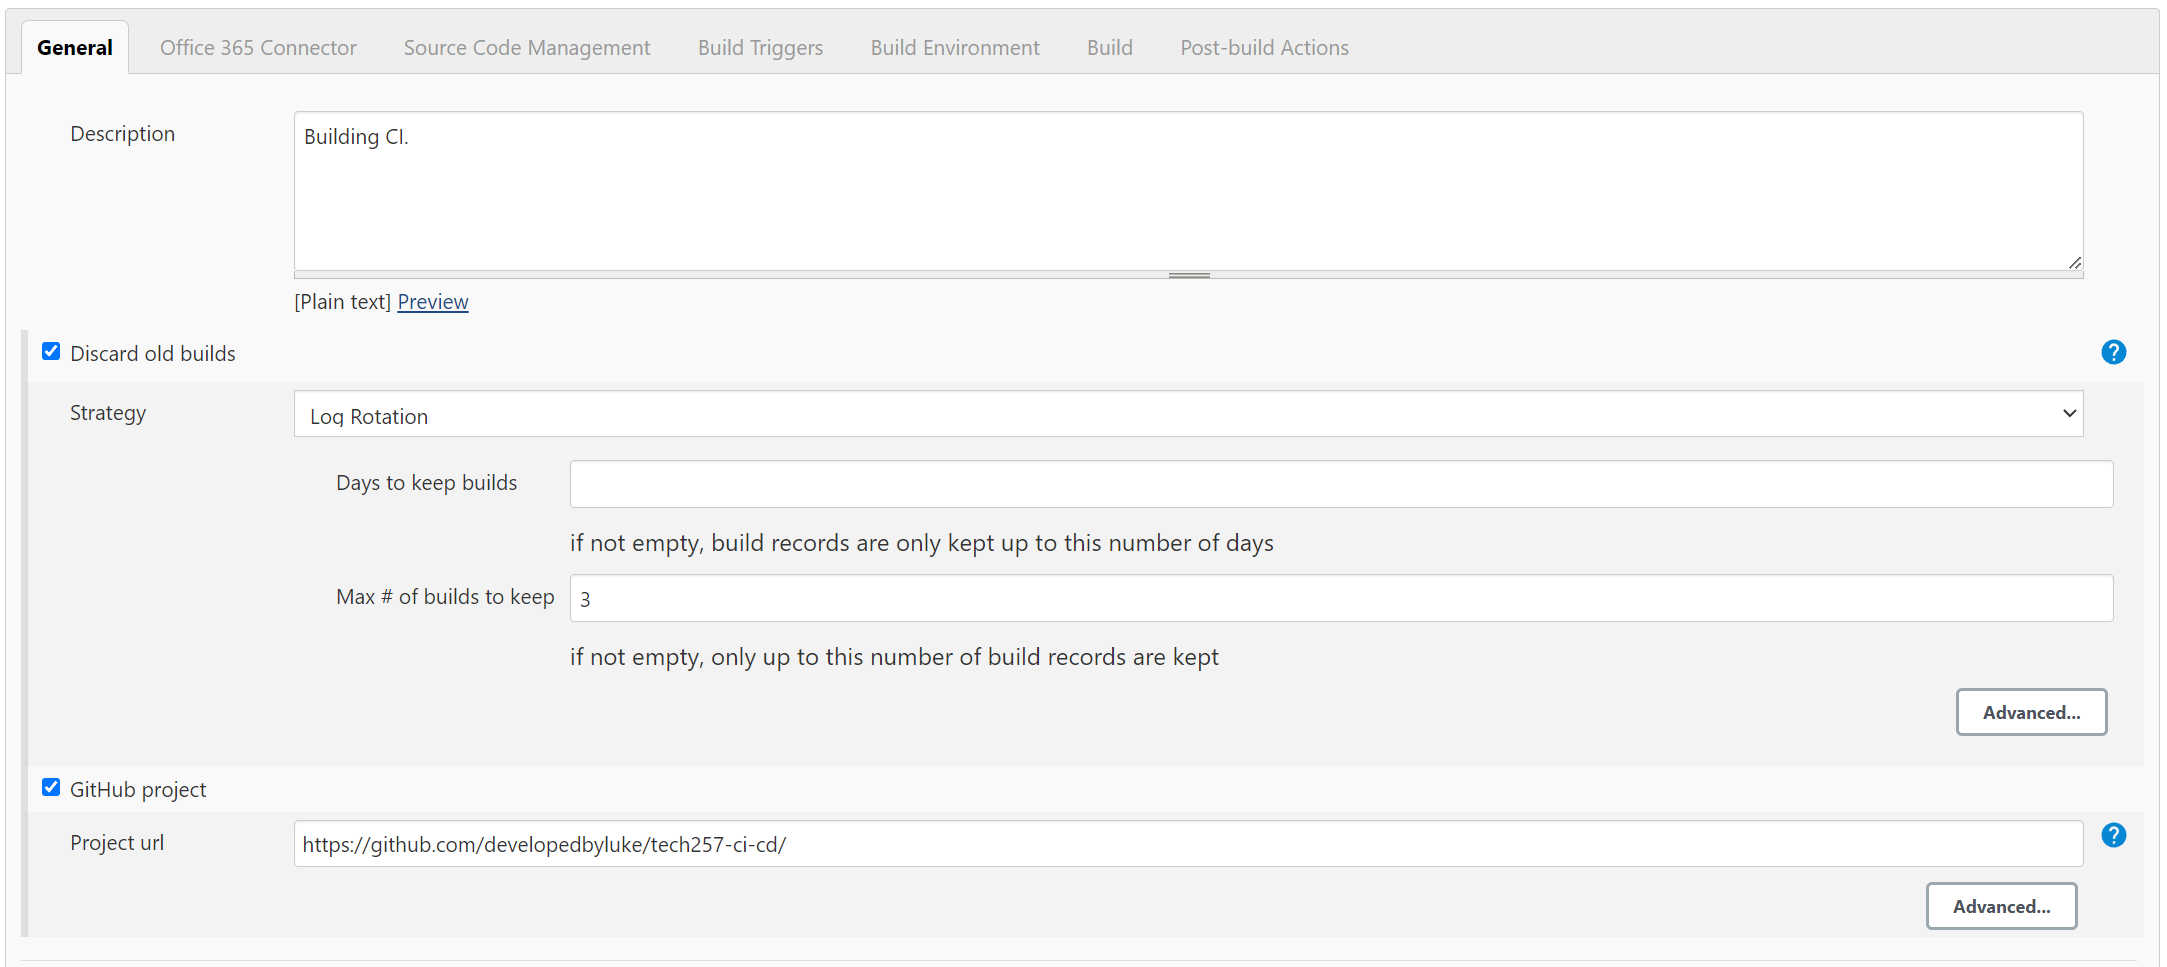 General Office 365 Connector Source Code Management Build Triggers Build Environment Build Post-build Actions
Description
Building CI.
[Plain text] Preview
Discard old builds
?
Strategy
Log Rotation
Days to keep builds
if not empty, build records are only kept up to this number of days
Max # of builds to keep
3
if not empty, only up to this number of build records are kept
Advanced...
GitHub project
Project url
https://github.com/developedbyluke/tech257-ci-cd/
?
Advanced...